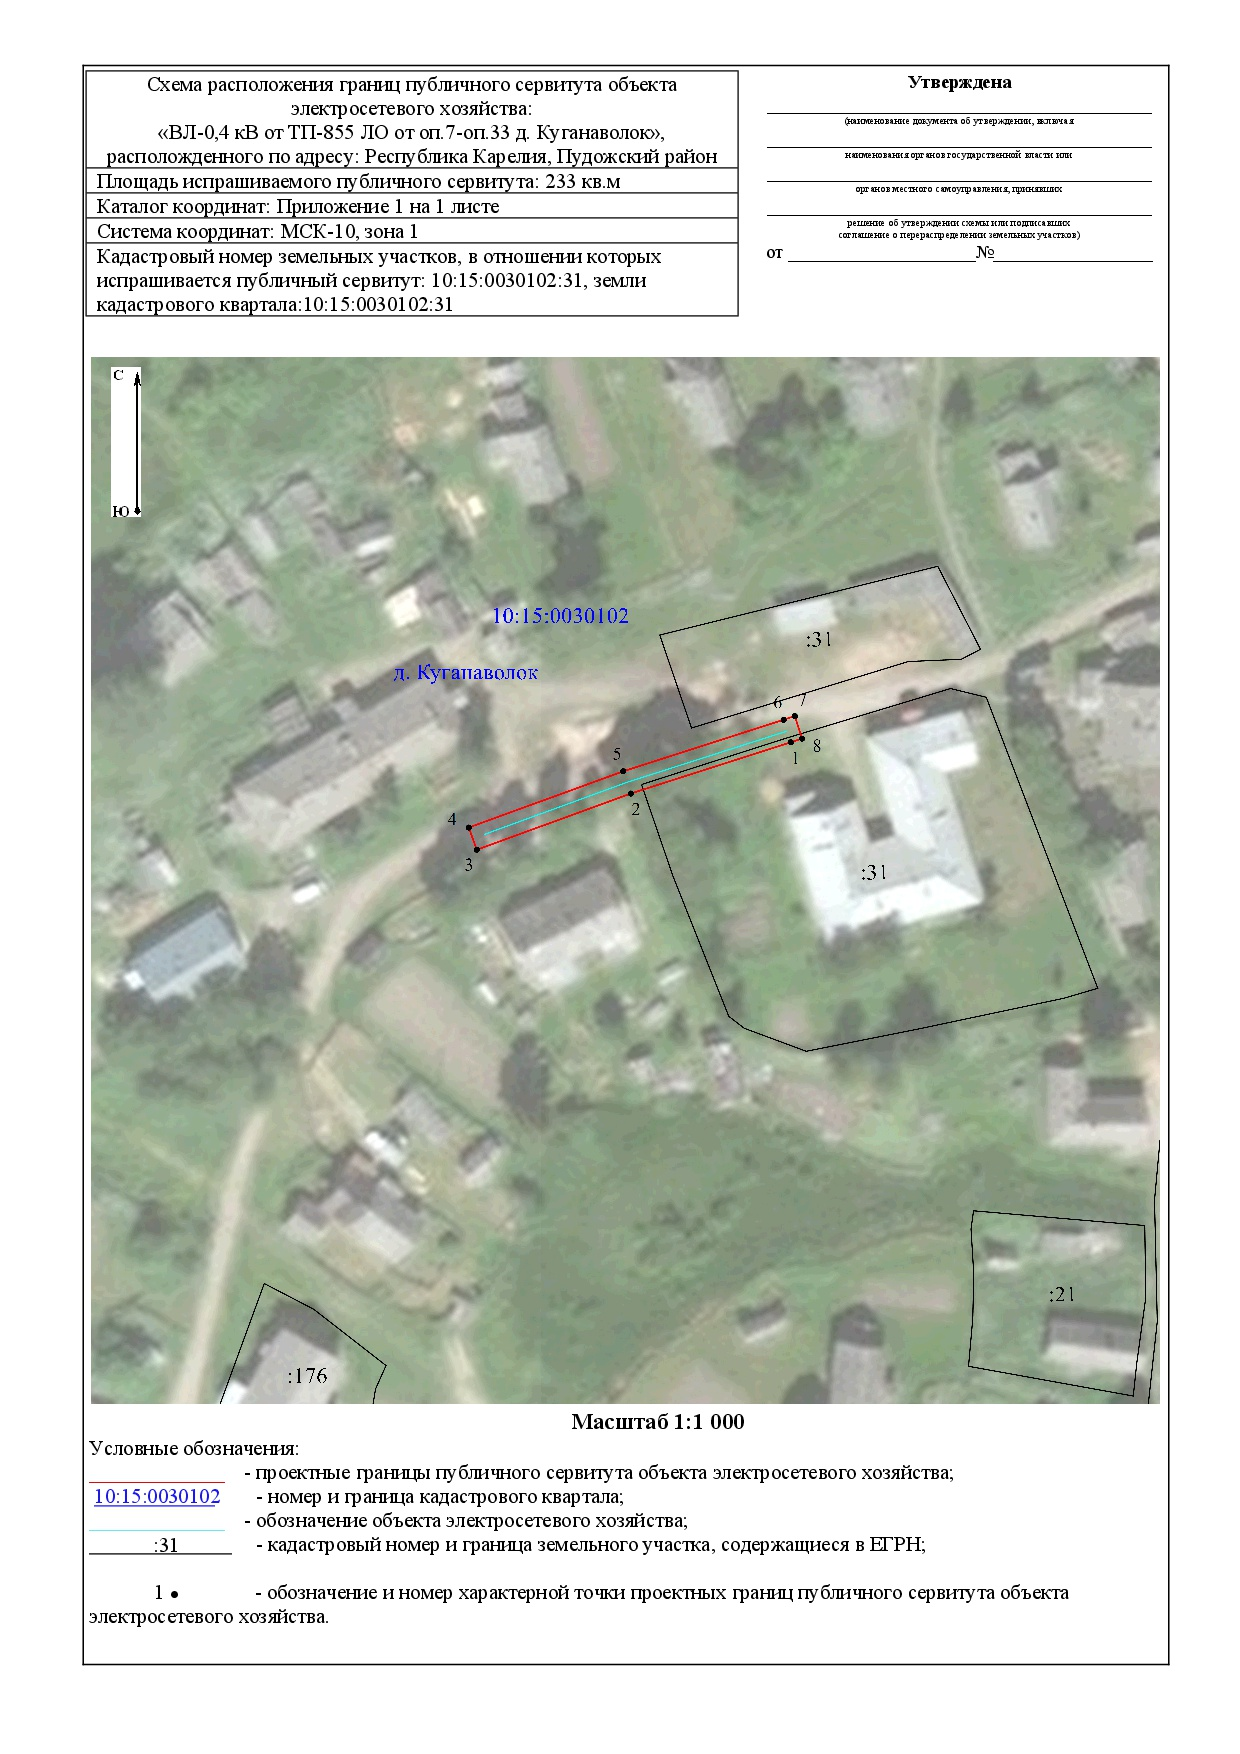 Схема расположения границ публичного сервитута объекта
электросетевого хозяйства:
«ВЛ-0,4 кВ от ТП-855 ЛО от оп.7-оп.33 д. Куганаволок»,
расположденного по адресу: Республика Карелия, Пудожский район
Площадь испрашиваемого публичного сервитута: 233 кв.м
Каталог координат: Приложение 1 на 1 листе
Система координат: МСК-10, зона 1
Кадастровый номер земельных участков, в отношении которых
испрашивается публичный сервитут: 10:15:0030102:31, земли
кадастрового квартала:10:15:0030102:31
Утверждена
(наименование документа об утверждении, включая
наименования органов государственной власти или
органов местного самоуправления, принявших
решение об утверждении схемы или подписавших
соглашение о перераспределении земельных участков)
от №
С
Ю
10:15:0030102
:31
д. Куганаволок
6 7
5
8
1
2
4
3
:31
:21
:176
Масштаб 1:1 000
Условные обозначения:
- проектные границы публичного сервитута объекта электросетевого хозяйства;
10:15:0030102 - номер и граница кадастрового квартала;
- обозначение объекта электросетевого хозяйства;
:31 - кадастровый номер и граница земельного участка, содержащиеся в ЕГРН;
1 ● - обозначение и номер характерной точки проектных границ публичного сервитута объекта
электросетевого хозяйства.